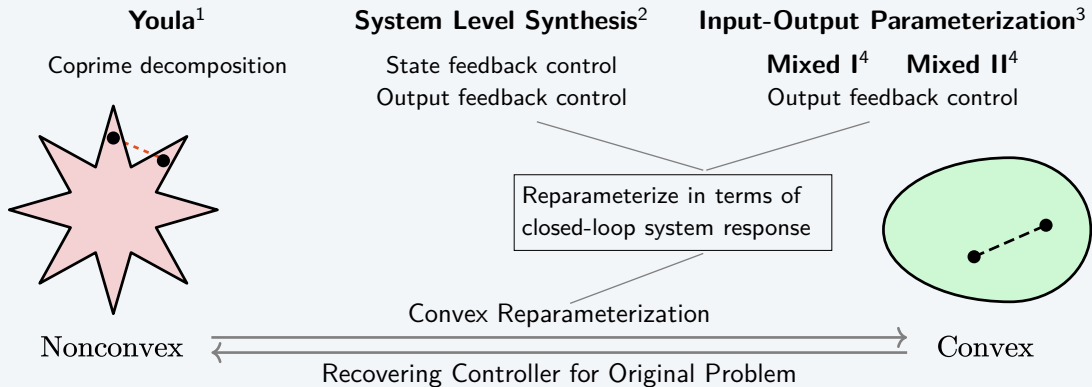 Youla¹ System Level Synthesis² Input-Output Parameterization³
Coprime decomposition State feedback control Mixed I⁴ Mixed II⁴
Output feedback control Output feedback control
Reparameterize in terms of
closed-loop system response
Convex Reparameterization
Nonconvex Convex
Recovering Controller for Original Problem